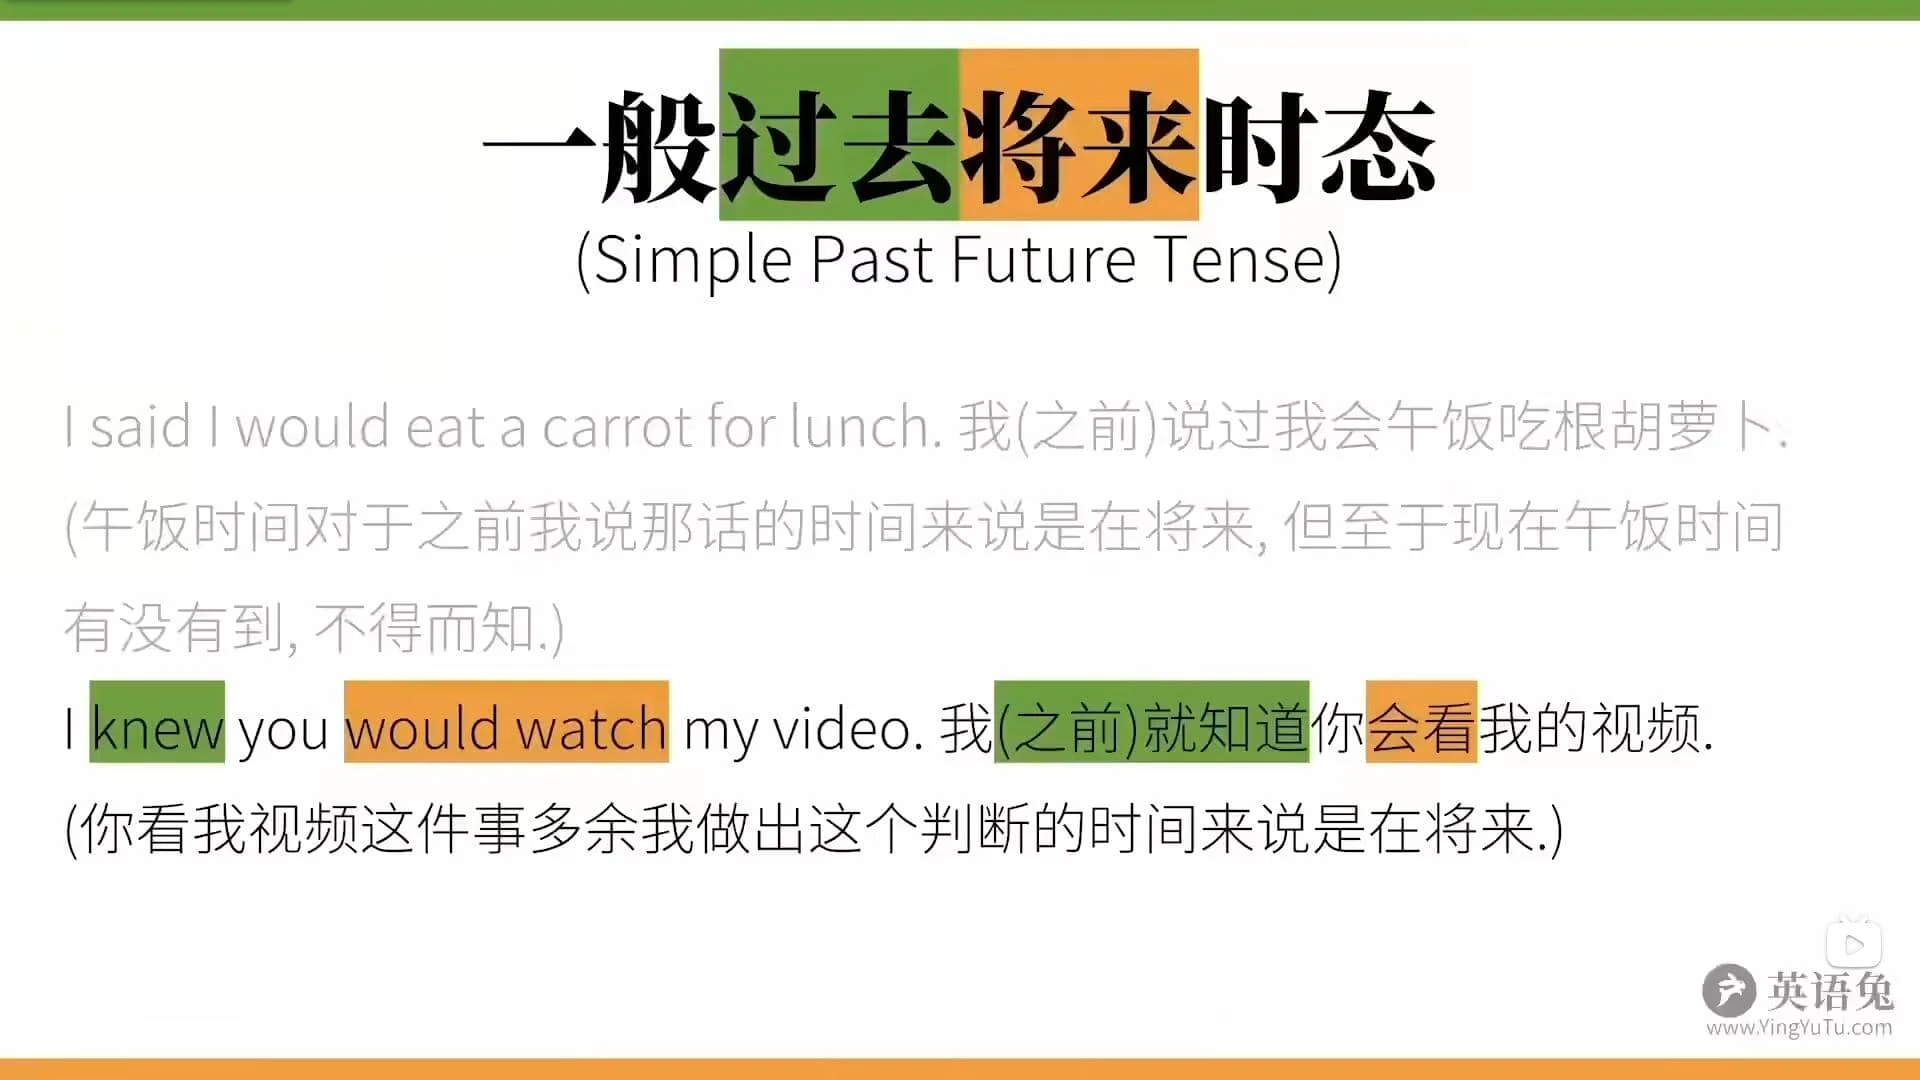 一般过去将来时态
(Simple Past Future Tense)
I said I would eat a carrot for lunch. 我(之前)说过我会午饭吃根胡萝卜.
(午饭时间对于之前我说那话的时间来说是在将来, 但至于现在午饭时间
有没有到, 不得而知.)
I knew you would watch my video. 我(之前)就知道你会看我的视频.
(你看我视频这件事多余我做出这个判断的时间来说是在将来.)
英语兔
www.YingYuTu.com